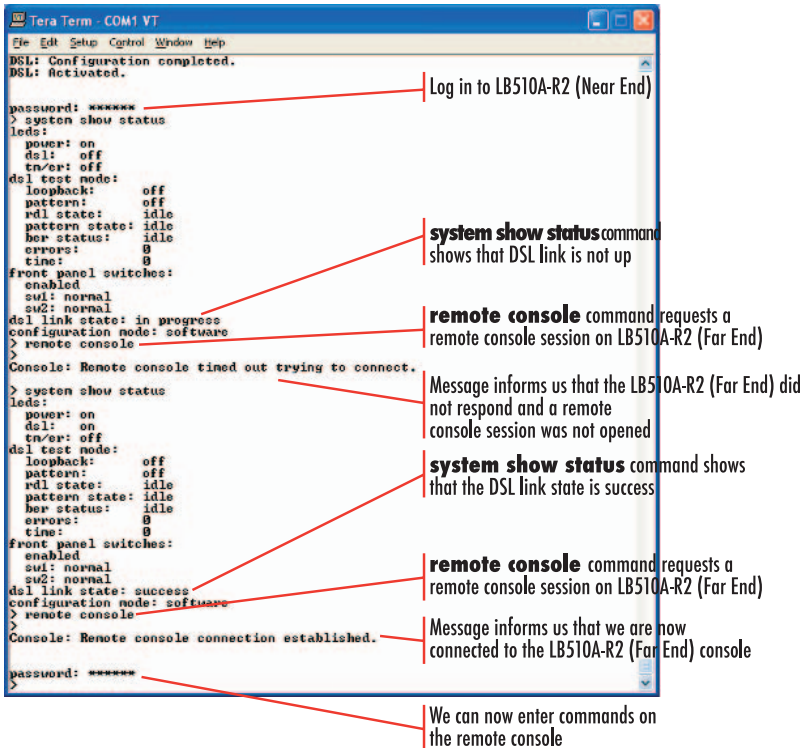 Tera Term - COM1 VT
File Edit Setup Control Window Help
DSL: Configuration completed.
DSL: Activated.
password: ******
> system show status
leds:
power: on
dsl: off
tn/er: off
dsl test mode:
loopback: off
pattern: off
rdl state: idle
pattern state: idle
ber status: idle
errors: 0
time: 0
front panel switches:
enabled
sw1: normal
sw2: normal
dsl link state: in progress
configuration mode: software
> remote console
>
Console: Remote console timed out trying to connect.
> system show status
leds:
power: on
dsl: on
tn/er: off
dsl test mode:
loopback: off
pattern: off
rdl state: idle
pattern state: idle
ber status: idle
errors: 0
time: 0
front panel switches:
enabled
sw1: normal
sw2: normal
dsl link state: success
configuration mode: software
> remote console
>
Console: Remote console connection established.
password: ******
>
Log in to LB510A-R2 (Near End)
system show status command
shows that DSL link is not up
remote console command requests a
remote console session on LB510A-R2 (Far End)
Message informs us that the LB510A-R2 (Far End) did
not respond and a remote
console session was not opened
system show status command shows
that the DSL link state is success
remote console command requests a
remote console session on LB510A-R2 (Far End)
Message informs us that we are now
connected to the LB510A-R2 (Far End) console
We can now enter commands on
the remote console